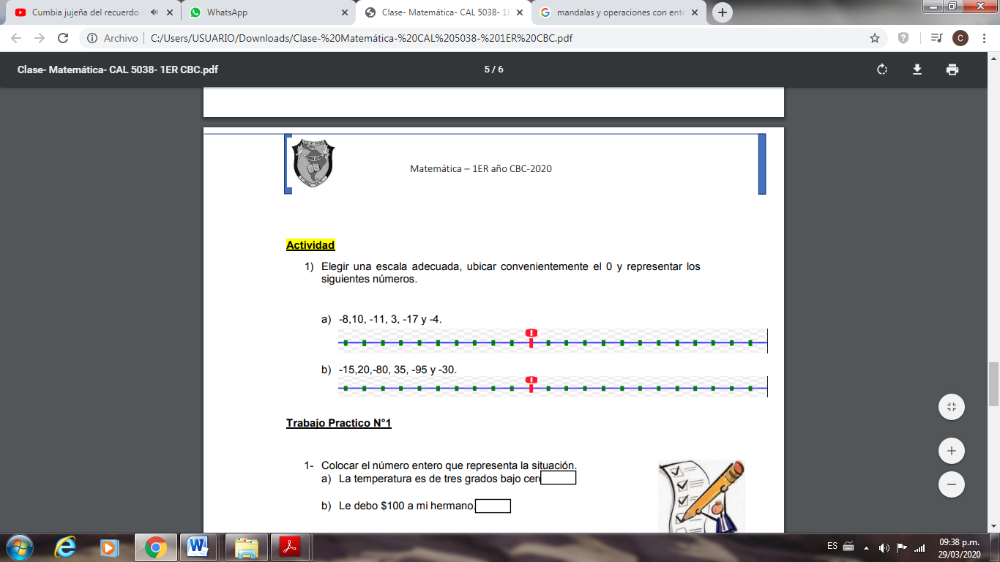 Cumbia jujeña del recuerdo
WhatsApp
Clase- Matemática- CAL 5038- 1E
mandalas y operaciones con ente
Archivo
C:/Users/USUARIO/Downloads/Clase-%20Matemática-%20CAL%205038-%201ER%20CBC.pdf
C
Clase- Matemática- CAL 5038- 1ER CBC.pdf
5 / 6
Matemática – 1ER año CBC-2020
Actividad
1) Elegir una escala adecuada, ubicar convenientemente el 0 y representar los
siguientes números.
a) -8,10, -11, 3, -17 y -4.
b) -15,20,-80, 35, -95 y -30.
Trabajo Practico N°1
1- Colocar el número entero que representa la situación.
a) La temperatura es de tres grados bajo cero
b) Le debo $100 a mi hermano.
ES
09:38 p.m.
29/03/2020